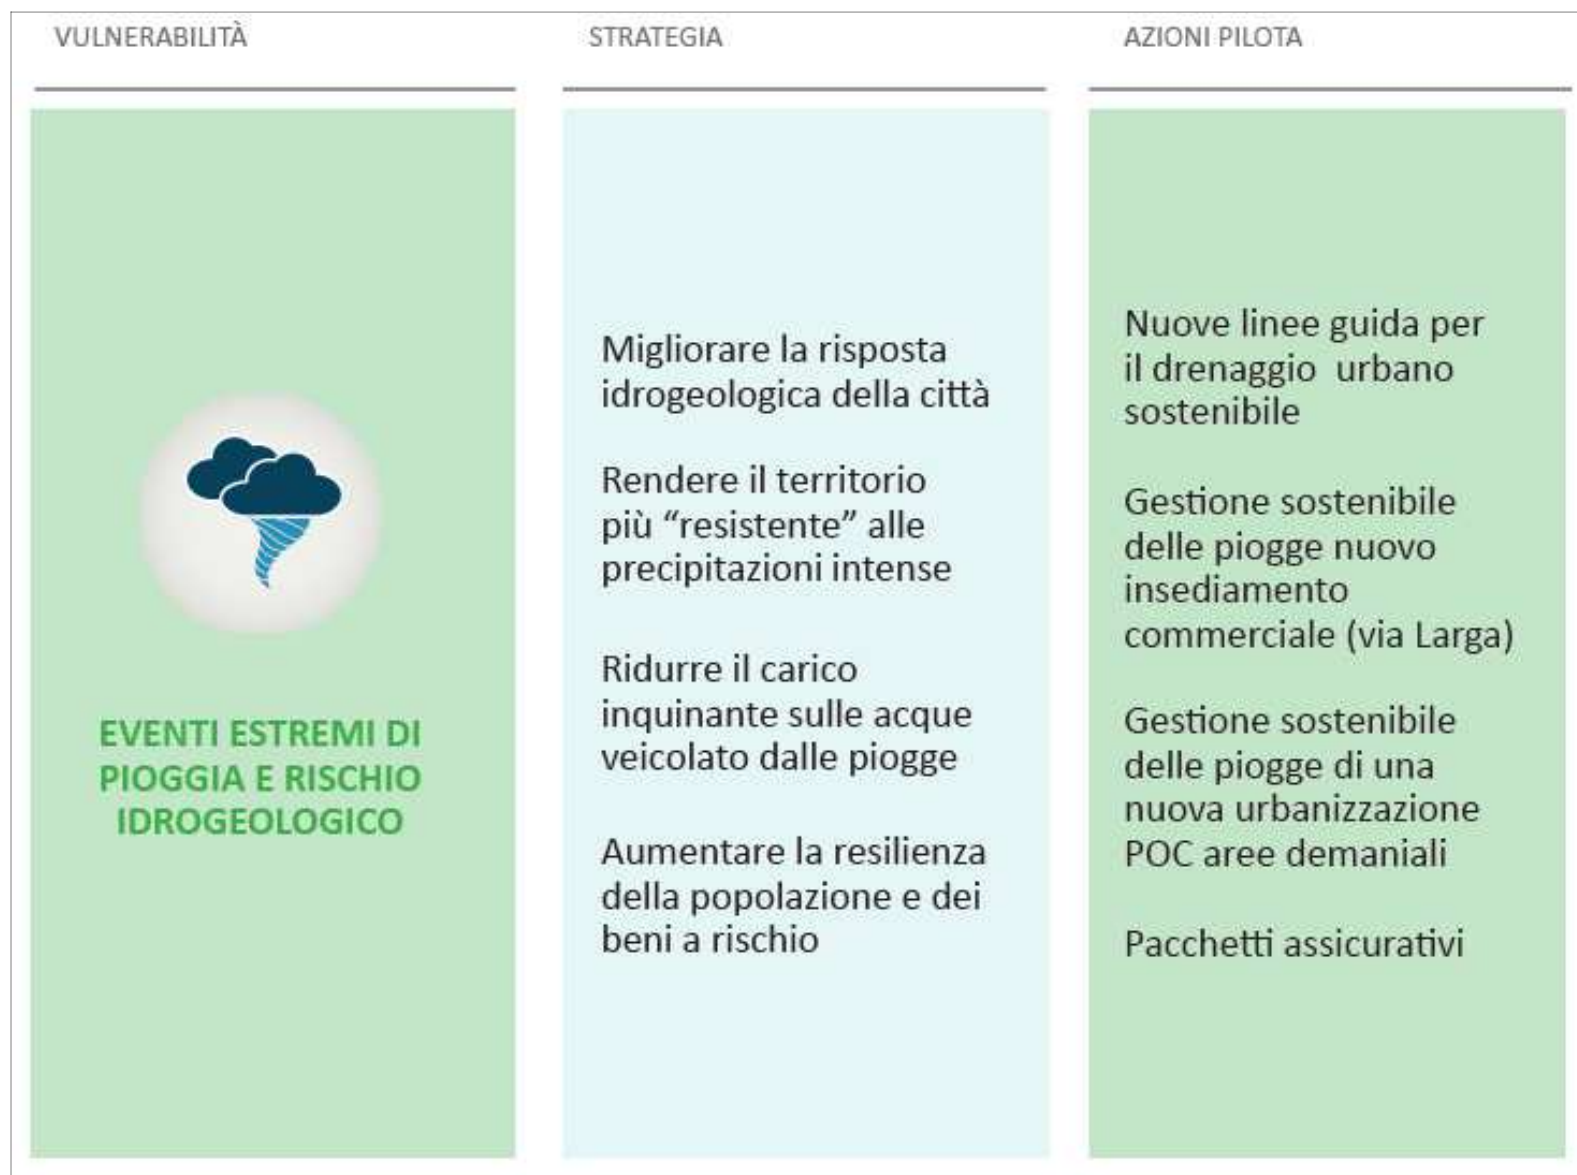 VULNERABILITÀ
STRATEGIA
AZIONI PILOTA
EVENTI ESTREMI DI
PIOGGIA E RISCHIO
IDROGEOLOGICO
Migliorare la risposta
idrogeologica della città
Rendere il territorio
più “resistente” alle
precipitazioni intense
Ridurre il carico
inquinante sulle acque
veicolato dalle piogge
Aumentare la resilienza
della popolazione e dei
beni a rischio
Nuove linee guida per
il drenaggio urbano
sostenibile
Gestione sostenibile
delle piogge nuovo
insediamento
commerciale (via Larga)
Gestione sostenibile
delle piogge di una
nuova urbanizzazione
POC aree demaniali
Pacchetti assicurativi